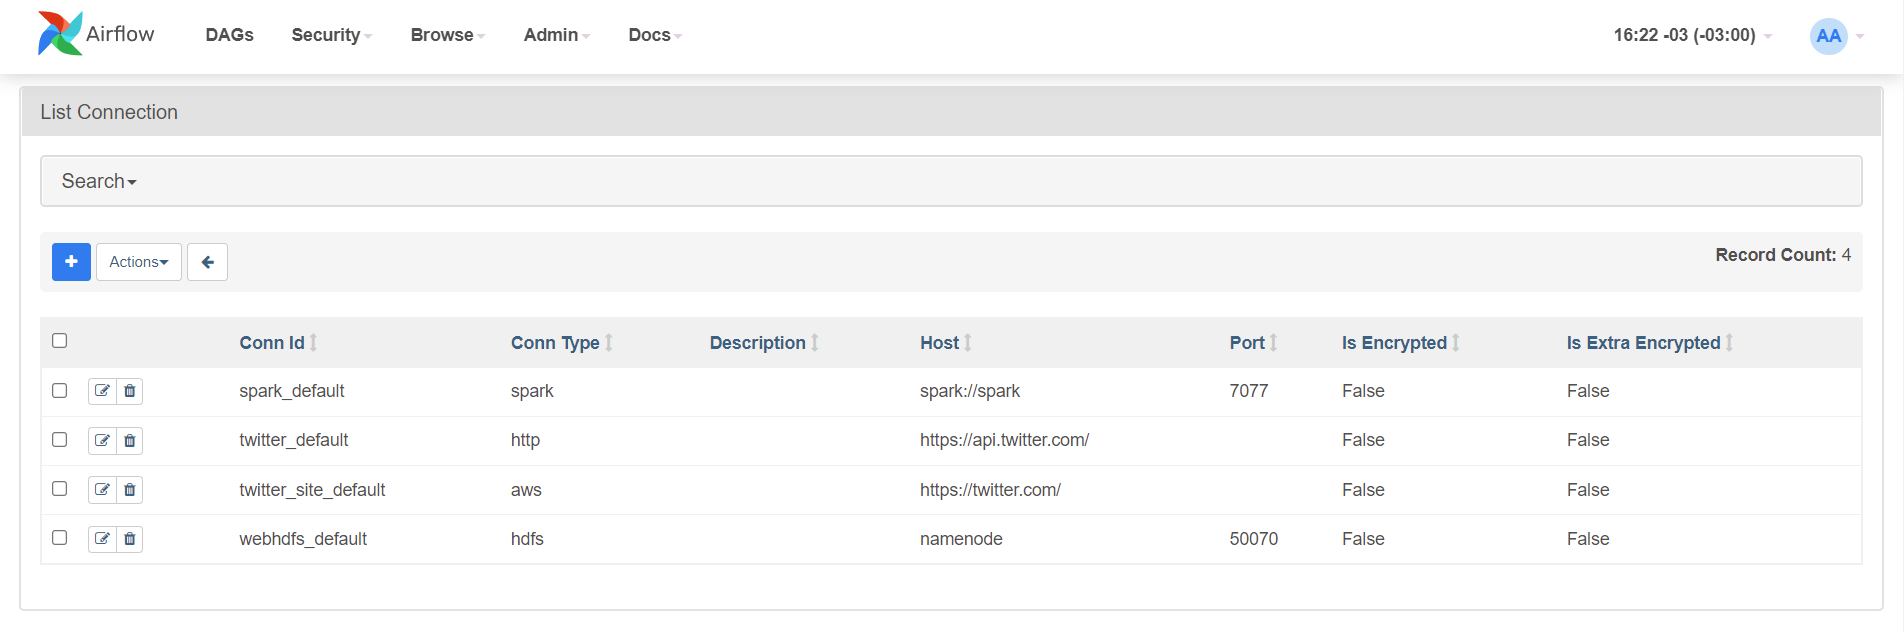 Airflow DAGs Security Browse Admin Docs 16:22 -03 (-03:00) AA
List Connection
Search
+ Actions Record Count: 4
Conn Id Conn Type Description Host Port Is Encrypted Is Extra Encrypted
spark_default spark spark://spark 7077 False False
twitter_default http https://api.twitter.com/ False False
twitter_site_default aws https://twitter.com/ False False
webhdfs_default hdfs namenode 50070 False False